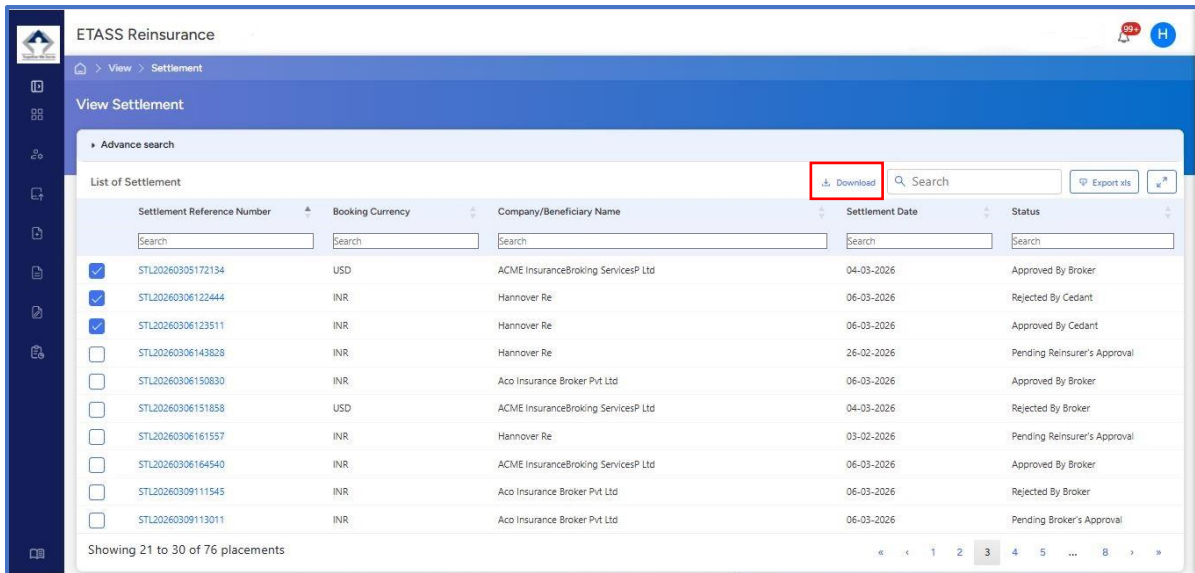 ETASS Reinsurance
99+
H
> View > Settlement
View Settlement
Advance search
List of Settlement Download Search Export xls
Settlement Reference Number Booking Currency Company/Beneficiary Name Settlement Date Status
Search Search Search Search Search
STL20260305172134 USD ACME InsuranceBroking ServicesP Ltd 04-03-2026 Approved By Broker
STL20260306122444 INR Hannover Re 06-03-2026 Rejected By Cedant
STL20260306123511 INR Hannover Re 06-03-2026 Approved By Cedant
STL20260306143828 INR Hannover Re 26-02-2026 Pending Reinsurer's Approval
STL20260306150830 INR Aco Insurance Broker Pvt Ltd 06-03-2026 Approved By Broker
STL20260306151858 USD ACME InsuranceBroking ServicesP Ltd 04-03-2026 Rejected By Broker
STL20260306161557 INR Hannover Re 03-02-2026 Pending Reinsurer's Approval
STL20260306164540 INR ACME InsuranceBroking ServicesP Ltd 06-03-2026 Approved By Broker
STL20260309111545 INR Aco Insurance Broker Pvt Ltd 06-03-2026 Rejected By Broker
STL20260309113011 INR Aco Insurance Broker Pvt Ltd 06-03-2026 Pending Broker's Approval
Showing 21 to 30 of 76 placements « ‹ 1 2 3 4 5 ... 8 › »